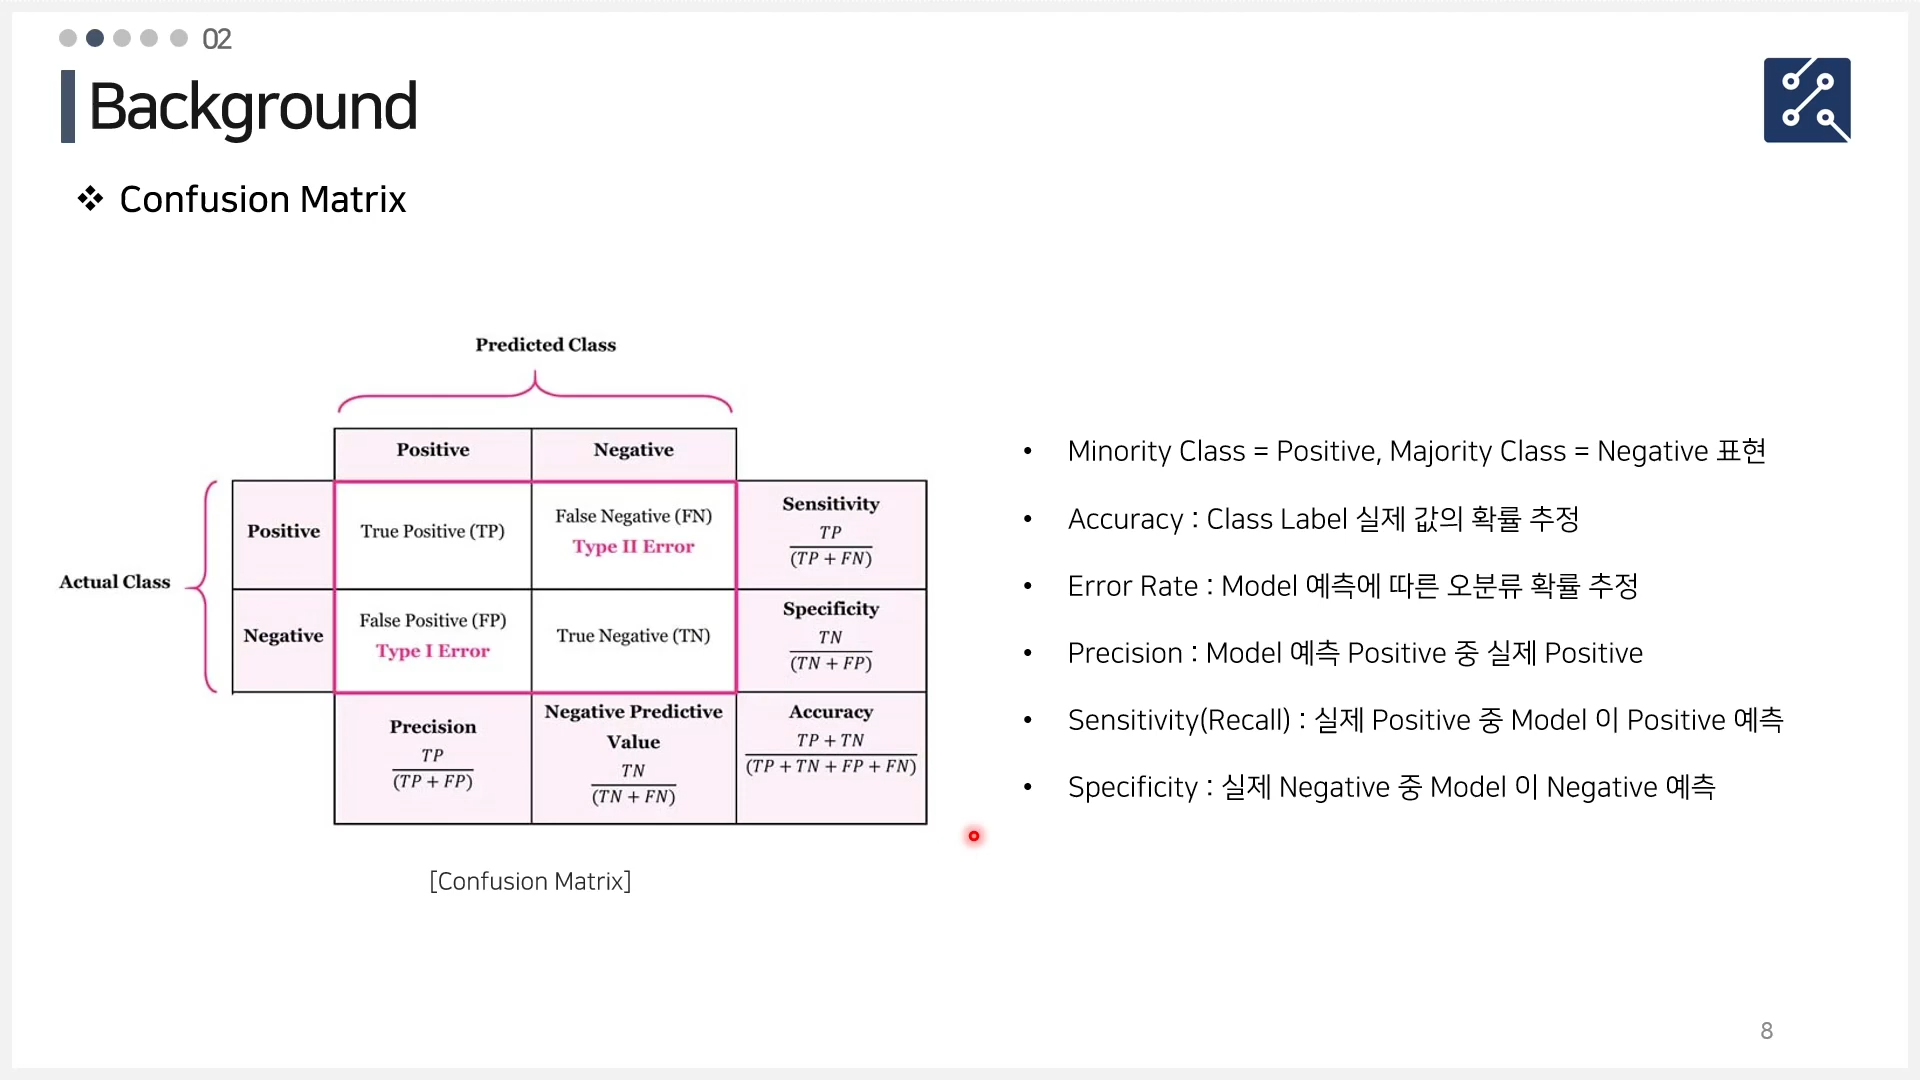 02
Background
❖ Confusion Matrix
Predicted Class
Positive Negative
Actual Class
Positive
True Positive (TP)
False Negative (FN)
Type II Error
Sensitivity
TP
(TP + FN)
Negative
False Positive (FP)
Type I Error
True Negative (TN)
Specificity
TN
(TN + FP)
Precision
TP
(TP + FP)
Negative Predictive
Value
TN
(TN + FN)
Accuracy
TP + TN
(TP + TN + FP + FN)
[Confusion Matrix]
• Minority Class = Positive, Majority Class = Negative 표현
• Accuracy : Class Label 실제 값의 확률 추정
• Error Rate : Model 예측에 따른 오분류 확률 추정
• Precision : Model 예측 Positive 중 실제 Positive
• Sensitivity(Recall) : 실제 Positive 중 Model 이 Positive 예측
• Specificity : 실제 Negative 중 Model 이 Negative 예측
8